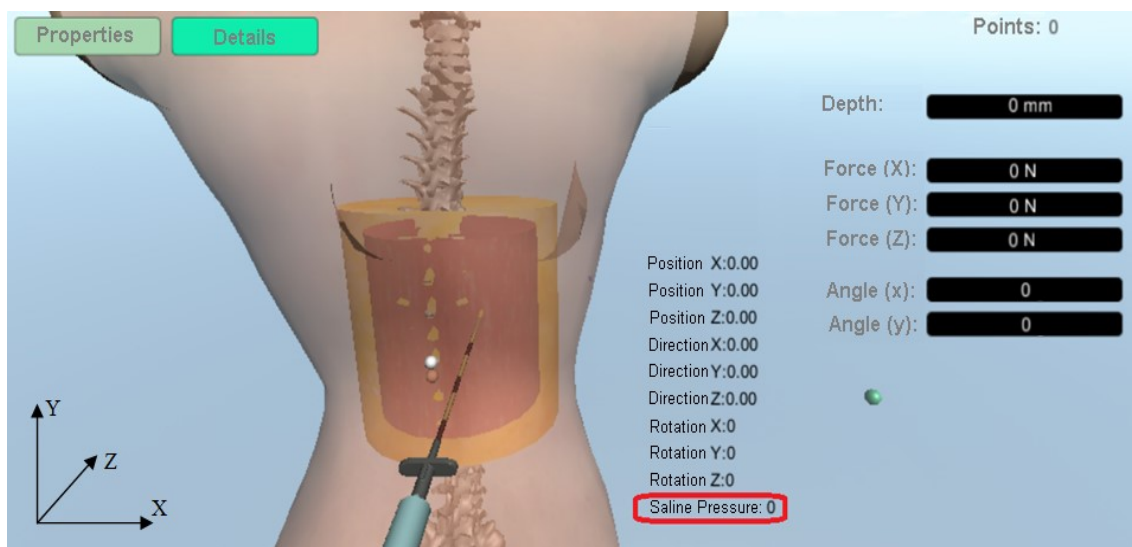 Properties
Details
Points: 0
Depth: 0 mm
Force (X): 0 N
Force (Y): 0 N
Force (Z): 0 N
Position X:0.00
Position Y:0.00
Position Z:0.00
Direction X:0.00
Direction Y:0.00
Direction Z:0.00
Rotation X:0
Rotation Y:0
Rotation Z:0
Saline Pressure: 0
Angle (x): 0
Angle (y): 0
Y
Z
X